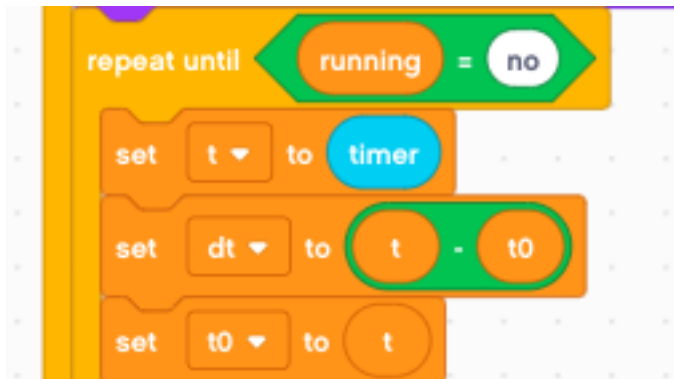 repeat until running = no
set t to timer
set dt to t - t0
set t0 to t